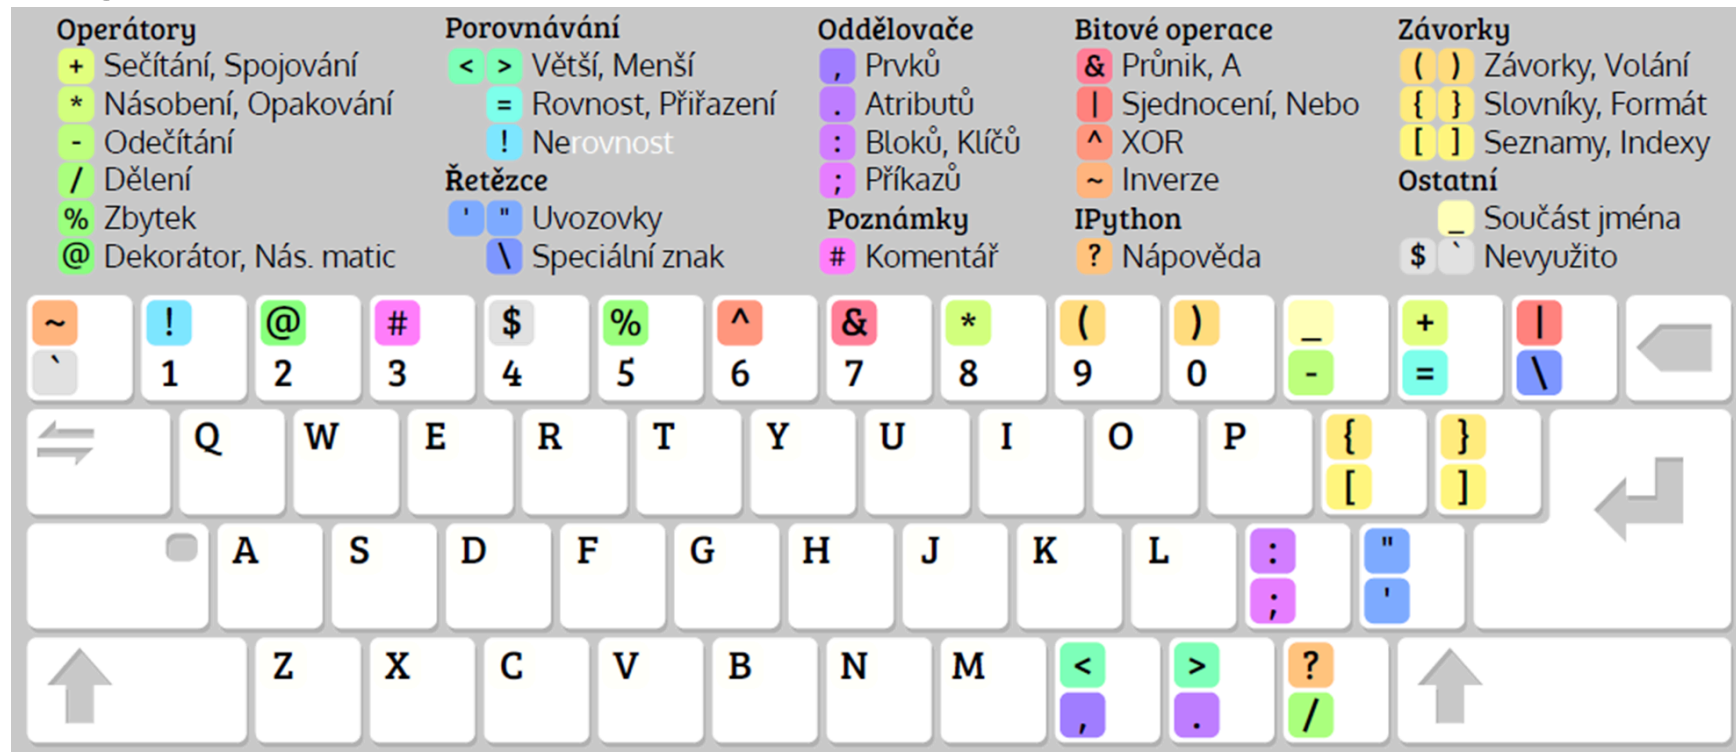 Operátory
+ Sečítání, Spojování
* Násobení, Opakování
- Odečítání
/ Dělení
% Zbytek
@ Dekorátor, Nás. matic
Porovnávání
< > Větší, Menší
= Rovnost, Přiřazení
! Nerovnost
Řetězce
' " Uvozovky
\ Speciální znak
Oddělovače
, Prvků
. Atributů
: Bloků, Klíčů
; Příkazů
Poznámky
# Komentář
Bitové operace
& Průnik, A
| Sjednocení, Nebo
^ XOR
~ Inverze
IPython
? Nápověda
Závorky
( ) Závorky, Volání
{ } Slovníky, Formát
[ ] Seznamy, Indexy
Ostatní
_ Součást jména
$ ` Nevyužito
~ ! @ # $ % ^ & * ( ) _ + |
` 1 2 3 4 5 6 7 8 9 0 - = \
Q W E R T Y U I O P { }
[ ]
A S D F G H J K L : "
; '
Z X C V B N M < > ?
, . /